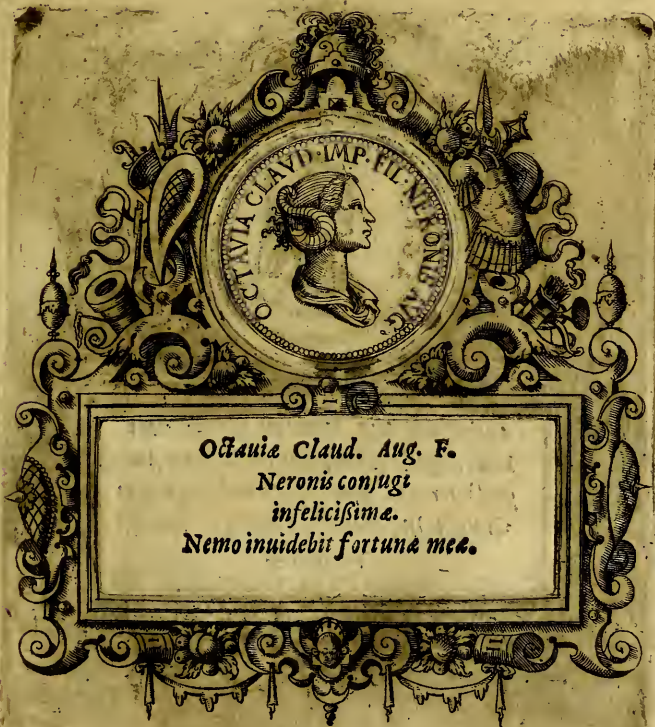 OCTAVIA CLAVD·IMP·FIL·NERONIS AVG.
Octauiæ Claud. Aug. F.
Neronis conjugi
infelicißimæ.
Nemo inuidebit fortunæ meæ.